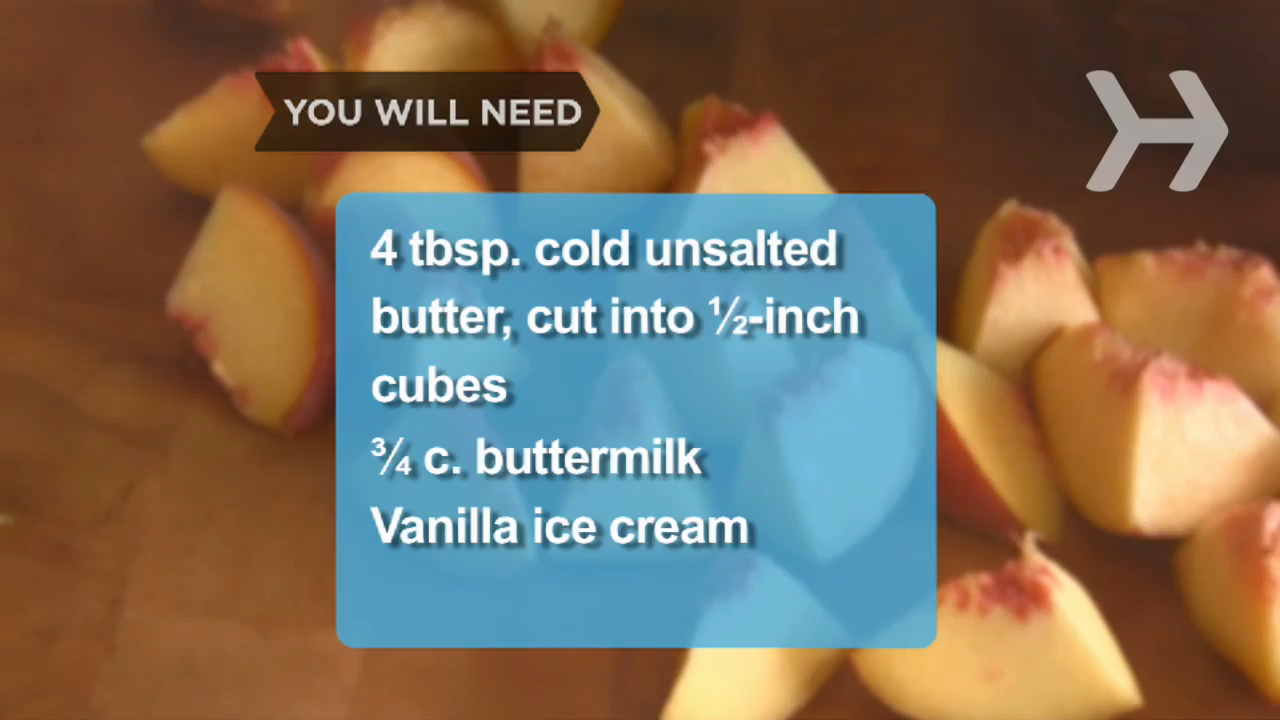 YOU WILL NEED
4 tbsp. cold unsalted
butter, cut into ½-inch
cubes
¾ c. buttermilk
Vanilla ice cream